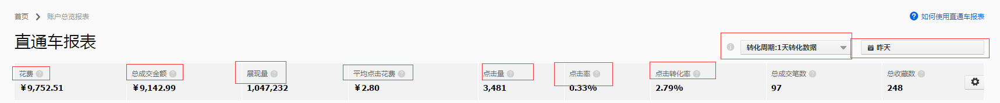 首页 > 账户总览报表
? 如何使用直通车报表
直通车报表
转化周期:1天转化数据
昨天
花费 ? 总成交金额 ? 展现量 ? 平均点击花费 ? 点击量 ? 点击率 ? 点击转化率 ? 总成交笔数 ? 总收藏数 ?
¥9,752.51 ¥9,142.99 1,047,232 ¥2.80 3,481 0.33% 2.79% 97 248